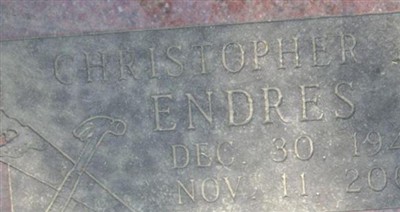 CHRISTOPHER
ENDRES
DEC. 30, 194
NOV. 11, 200